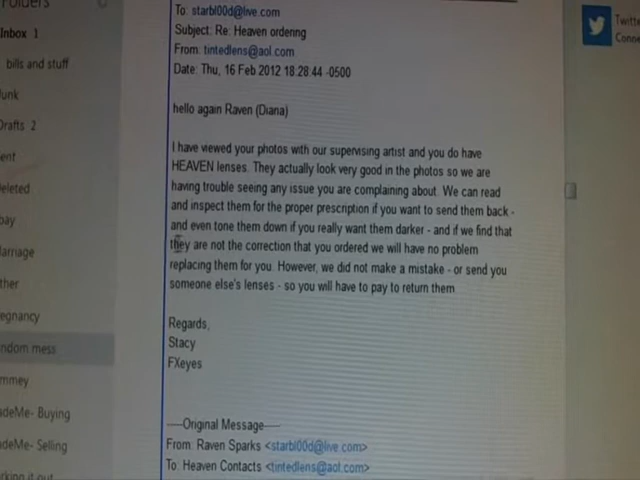 Folders
Inbox 1
bills and stuff
unk
Drafts 2
ent
eleted
bay
arriage
ther
egnancy
ndom mess
mmey
adeMe- Buying
adeMe- Selling
rking it out
To: starbl00d@live.com
Subject: Re: Heaven ordering
From: tintedlens@aol.com
Date: Thu, 16 Feb 2012 18:28:44 -0500
hello again Raven (Diana)
I have viewed your photos with our supervising artist and you do have
HEAVEN lenses. They actually look very good in the photos so we are
having trouble seeing any issue you are complaining about. We can read
and inspect them for the proper prescription if you want to send them back -
and even tone them down if you really want them darker - and if we find that
they are not the correction that you ordered we will have no problem
replacing them for you. However, we did not make a mistake - or send you
someone else's lenses - so you will have to pay to return them
Regards,
Stacy
FXeyes
----Original Message----
From: Raven Sparks <starbl00d@live.com>
To: Heaven Contacts <tintedlens@aol.com>
Twitte
Conne